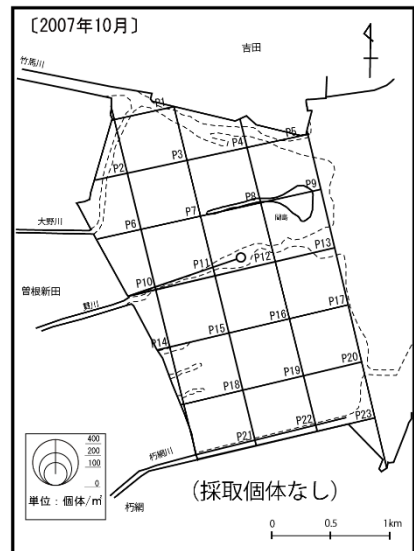 〔2007年10月〕
吉田
竹馬川
P1
P4
P5
P3
P2
P8
P9
間島
P7
P6
大野川
P13
P12
P11
曽根新田
P10
貫川
P17
P16
P15
P14
P20
P19
P18
P23
P22
P21
朽網川
朽網
400
200
100
0
単位：個体/㎡
（採取個体なし）
0 0.5 1km